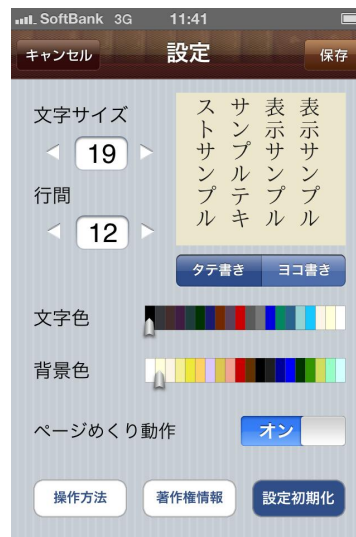 SoftBank 3G 11:41
キャンセル 設定 保存
文字サイズ
19
行間
12
表示サンプル
表示サンプル
サンプルテキ
ストサンプル
タテ書き ヨコ書き
文字色
背景色
ページめくり動作 オン
操作方法 著作権情報 設定初期化